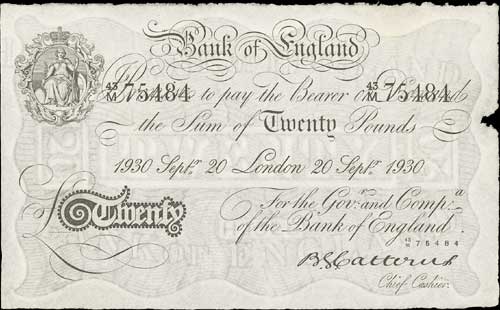 Bank of England
43/M 75484 43/M 75484
to pay the Bearer on
the Sum of Twenty Pounds
1930 Septr 20 London 20 Septr 1930
For the Govr and Compa
Twenty
of the Bank of England.
43/M 75484
B G Catterns
Chief Cashier.